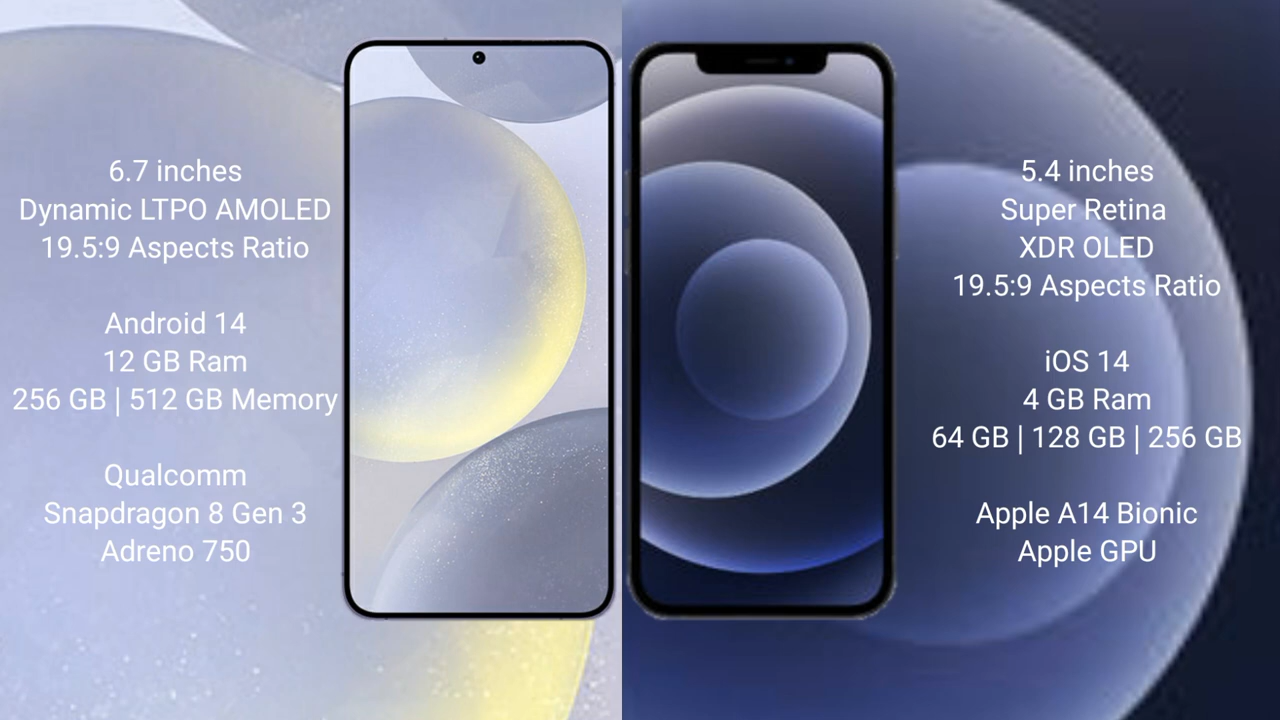 6.7 inches
Dynamic LTPO AMOLED
19.5:9 Aspects Ratio
Android 14
12 GB Ram
256 GB | 512 GB Memory
Qualcomm
Snapdragon 8 Gen 3
Adreno 750
5.4 inches
Super Retina
XDR OLED
19.5:9 Aspects Ratio
iOS 14
4 GB Ram
64 GB | 128 GB | 256 GB
Apple A14 Bionic
Apple GPU